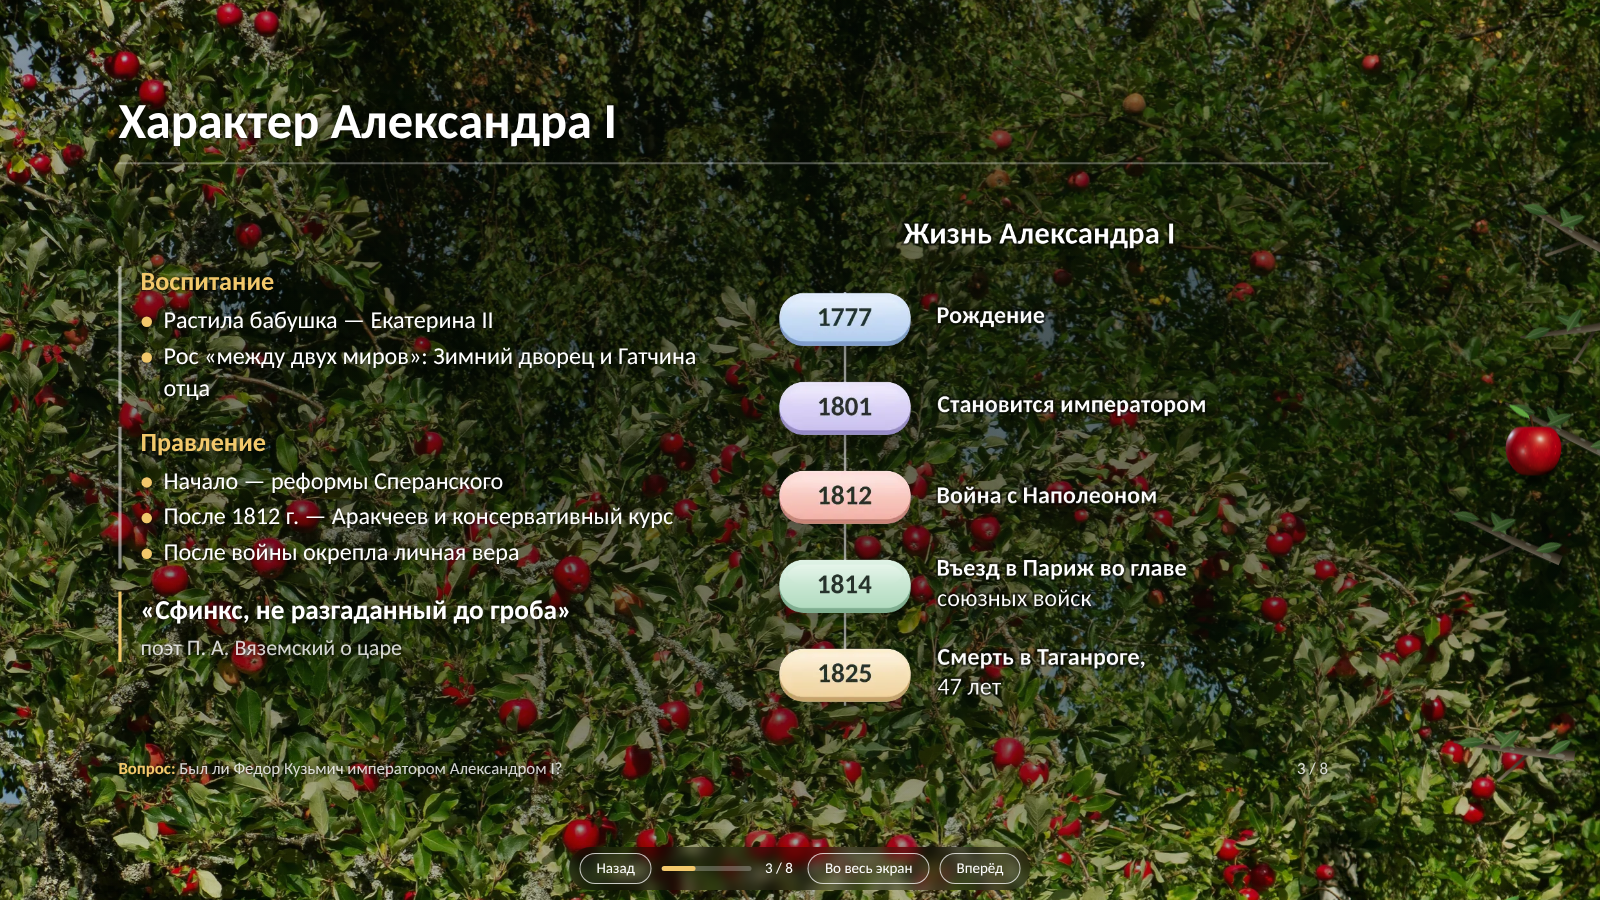 Характер Александра I
Воспитание
Растила бабушка — Екатерина II
Рос «между двух миров»: Зимний дворец и Гатчина
отца
Правление
Начало — реформы Сперанского
После 1812 г. — Аракчеев и консервативный курс
После войны окрепла личная вера
«Сфинкс, не разгаданный до гроба»
поэт П. А. Вяземский о царе
Жизнь Александра I
1777 Рождение
1801 Становится императором
1812 Война с Наполеоном
1814 Въезд в Париж во главе
союзных войск
1825 Смерть в Таганроге,
47 лет
Вопрос: Был ли Федор Кузьмич императором Александром I?
3 / 8
Назад 3 / 8 Во весь экран Вперёд